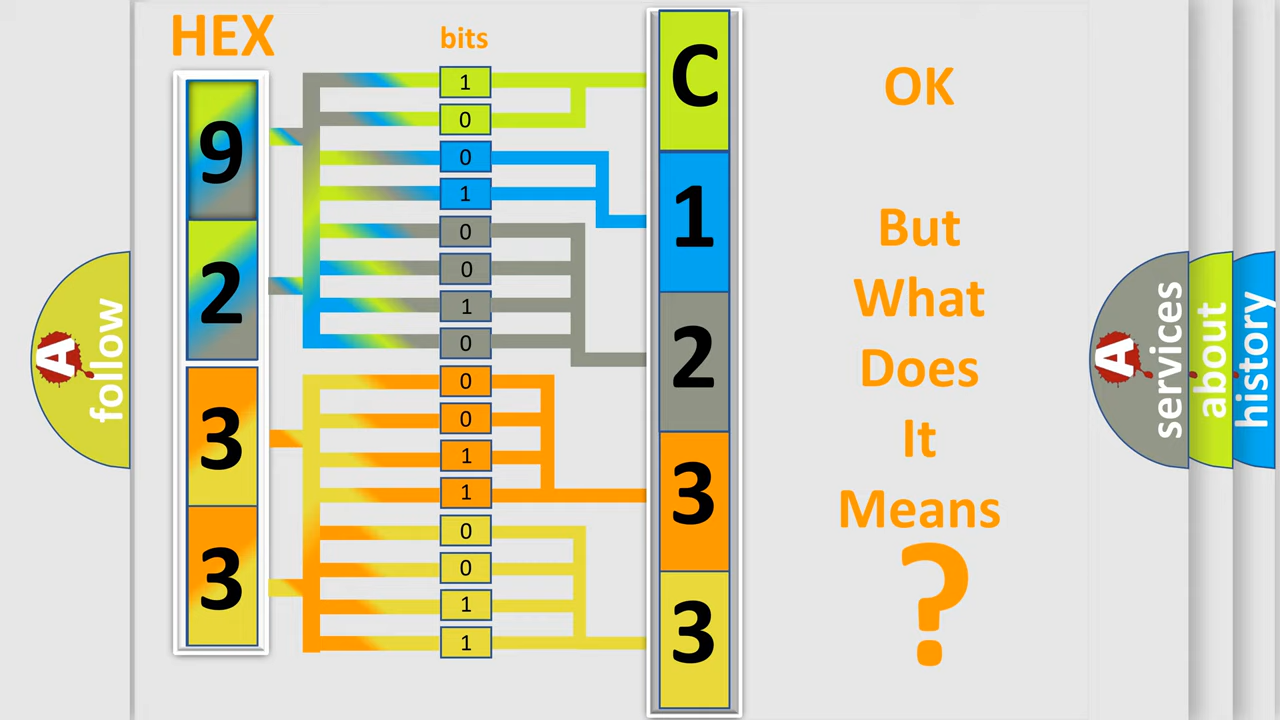 HEX
bits
9
2
3
3
1
0
0
1
0
0
1
0
0
0
1
1
0
0
1
1
C
1
2
3
3
OK
But
What
Does
It
Means
?
A
follow
A
services
about
history